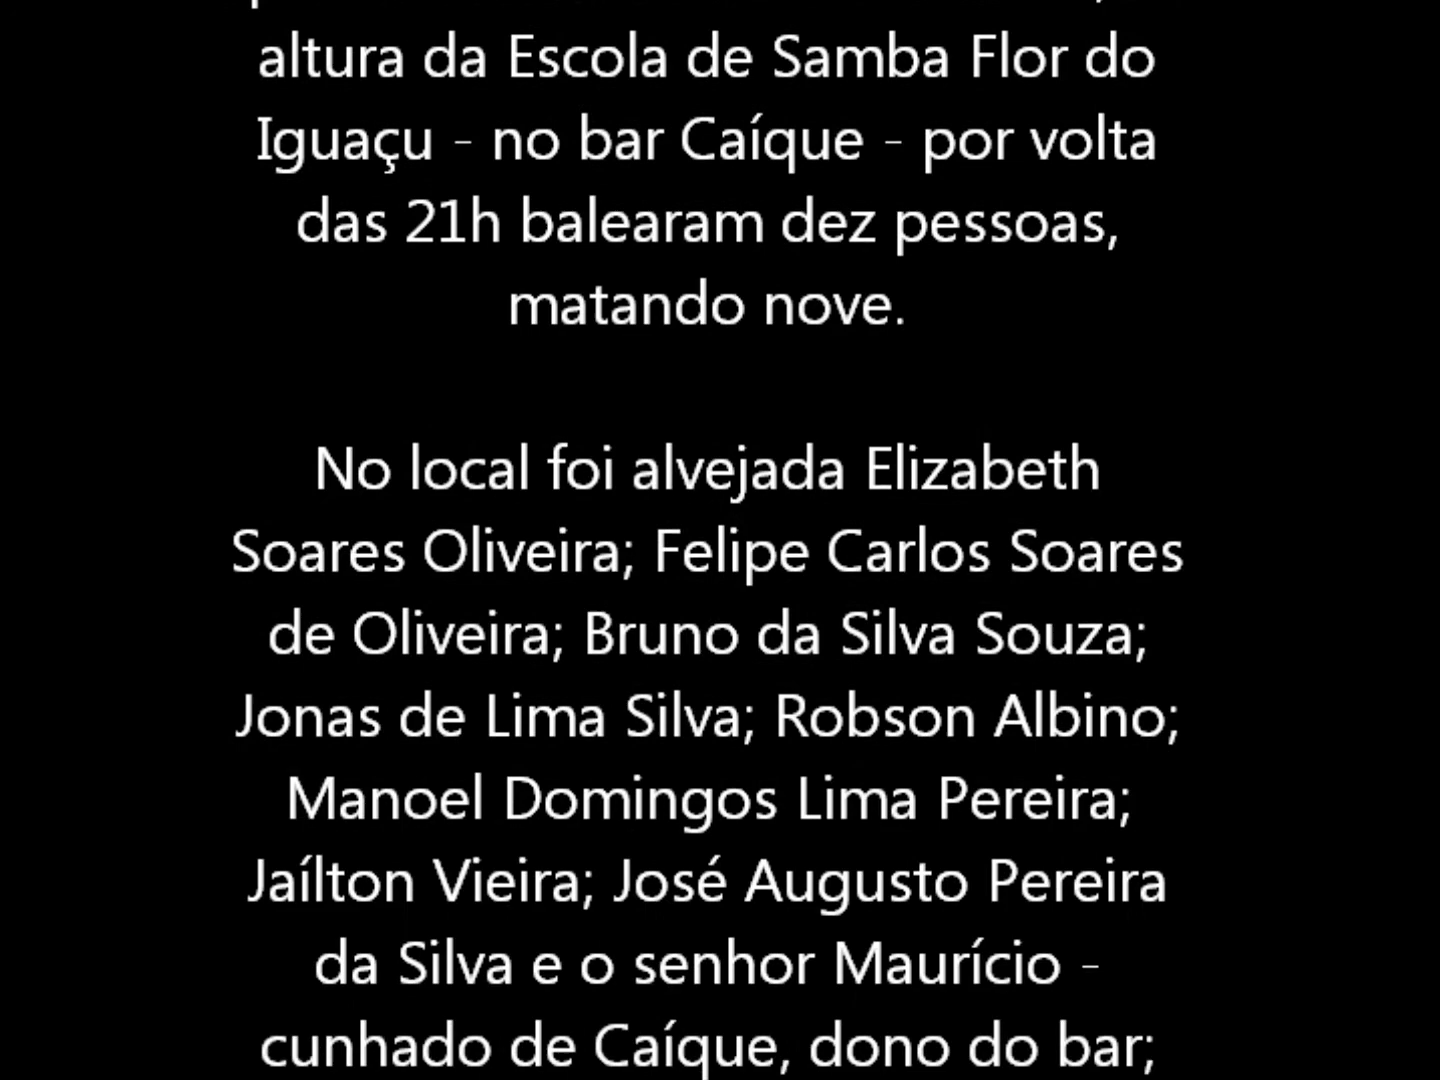 altura da Escola de Samba Flor do
Iguaçu - no bar Caíque - por volta
das 21h balearam dez pessoas,
matando nove.
No local foi alvejada Elizabeth
Soares Oliveira; Felipe Carlos Soares
de Oliveira; Bruno da Silva Souza;
Jonas de Lima Silva; Robson Albino;
Manoel Domingos Lima Pereira;
Jaílton Vieira; José Augusto Pereira
da Silva e o senhor Maurício -
cunhado de Caíque, dono do bar;